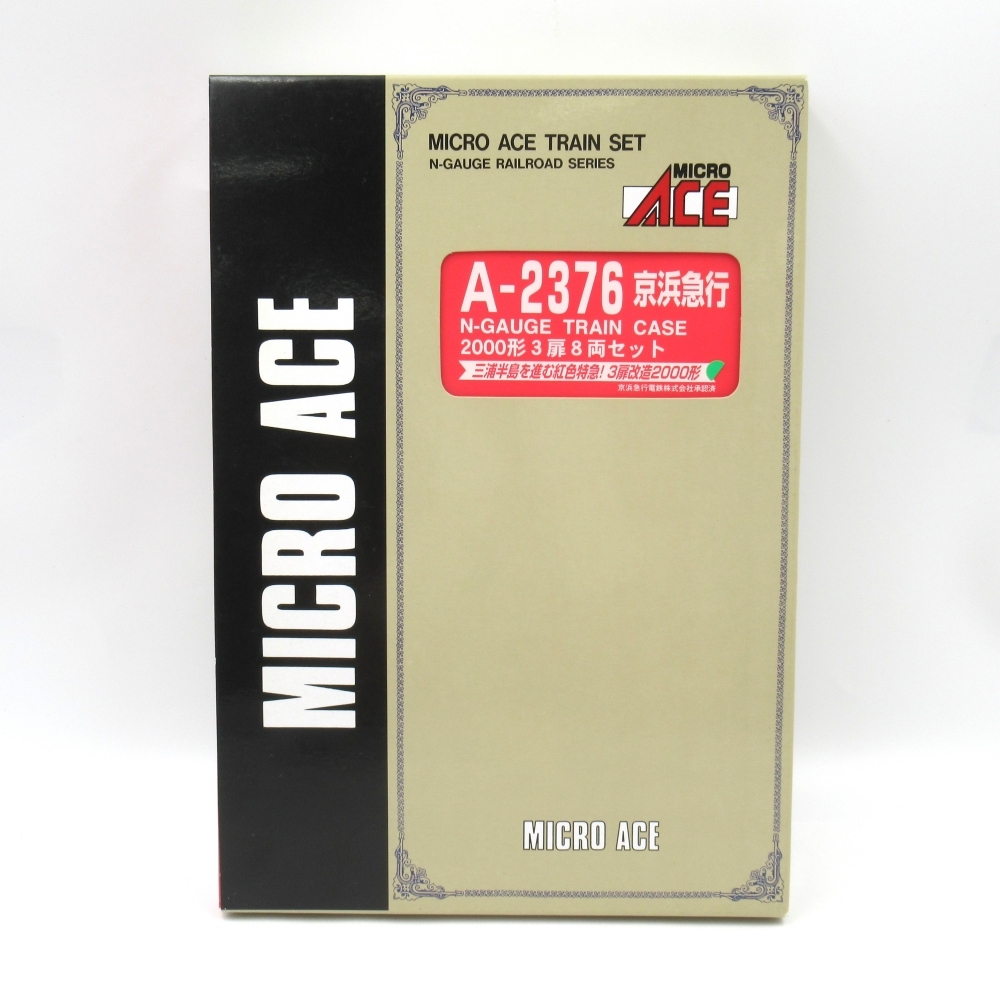 MICRO ACE
MICRO ACE TRAIN SET
N-GAUGE RAILROAD SERIES
MICRO
ACE
A-2376 京浜急行
N-GAUGE TRAIN CASE
2000形3扉8両セット
三浦半島を進む紅色特急!3扉改造2000形
京浜急行電鉄株式会社承認済
MICRO ACE